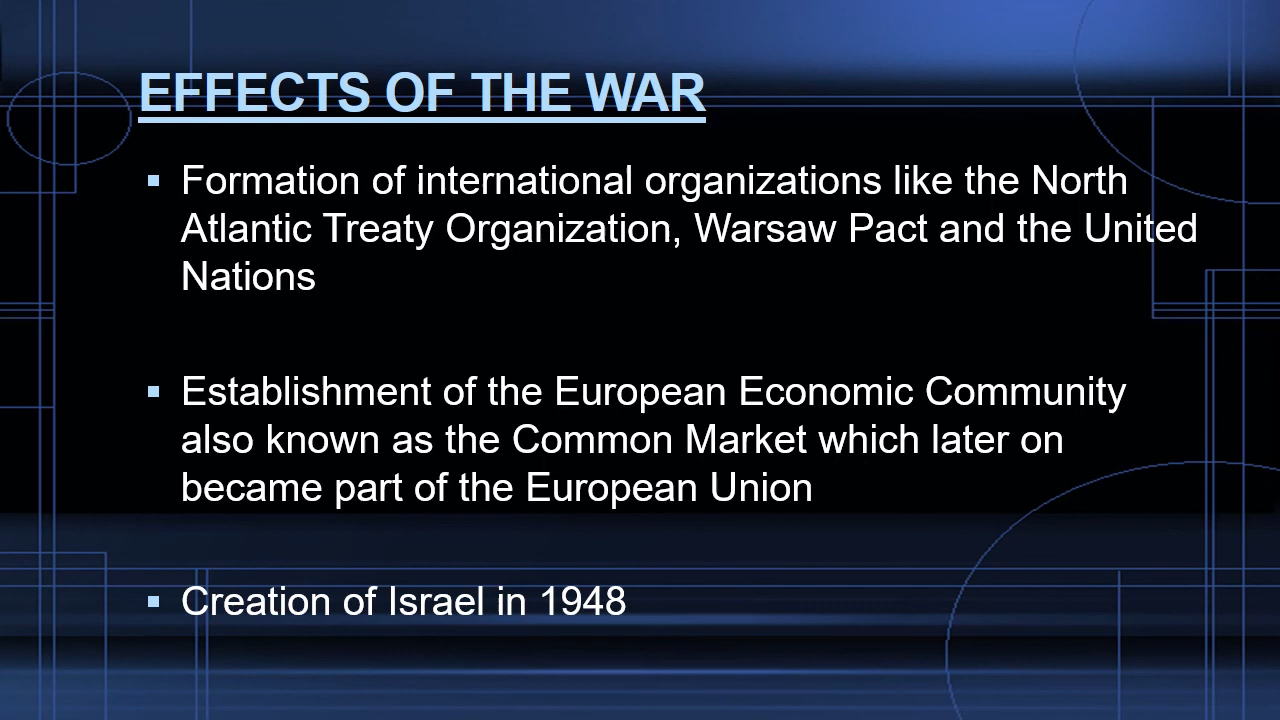 EFFECTS OF THE WAR
▪ Formation of international organizations like the North
Atlantic Treaty Organization, Warsaw Pact and the United
Nations
▪ Establishment of the European Economic Community
also known as the Common Market which later on
became part of the European Union
▪ Creation of Israel in 1948